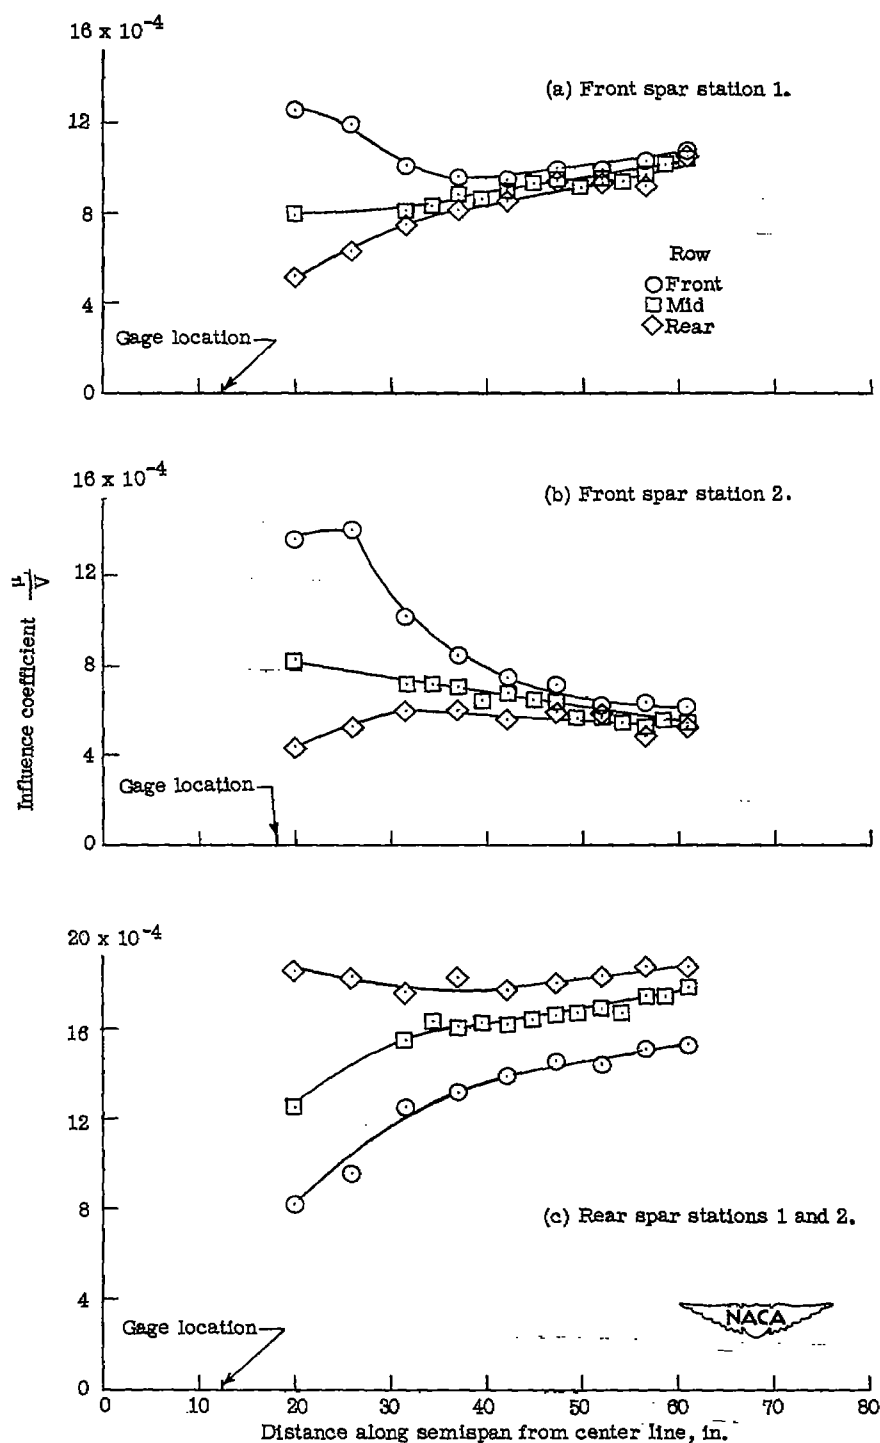 16 x 10-4
(a) Front spar station 1.
12
8
4
0
Row
Front
Mid
Rear
Gage location
16 x 10-4
(b) Front spar station 2.
12
8
4
0
Gage location
Influence coefficient μ/V
20 x 10-4
16
12
8
4
0
(c) Rear spar stations 1 and 2.
NACA
Gage location
0 10 20 30 40 50 60 70 80
Distance along semispan from center line, in.